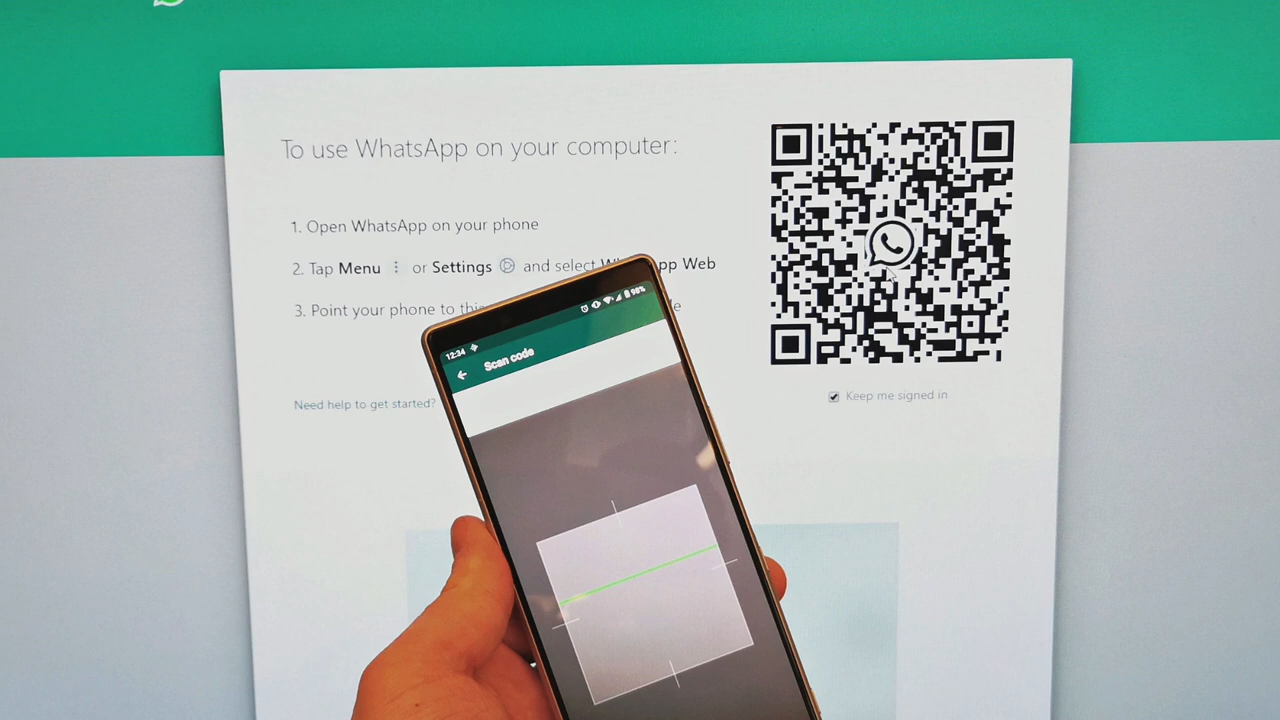 To use WhatsApp on your computer:
1. Open WhatsApp on your phone
2. Tap Menu or Settings and select Web
3. Point your phone to
Need help to get started?
Keep me signed in
12:34 98%
Scan code